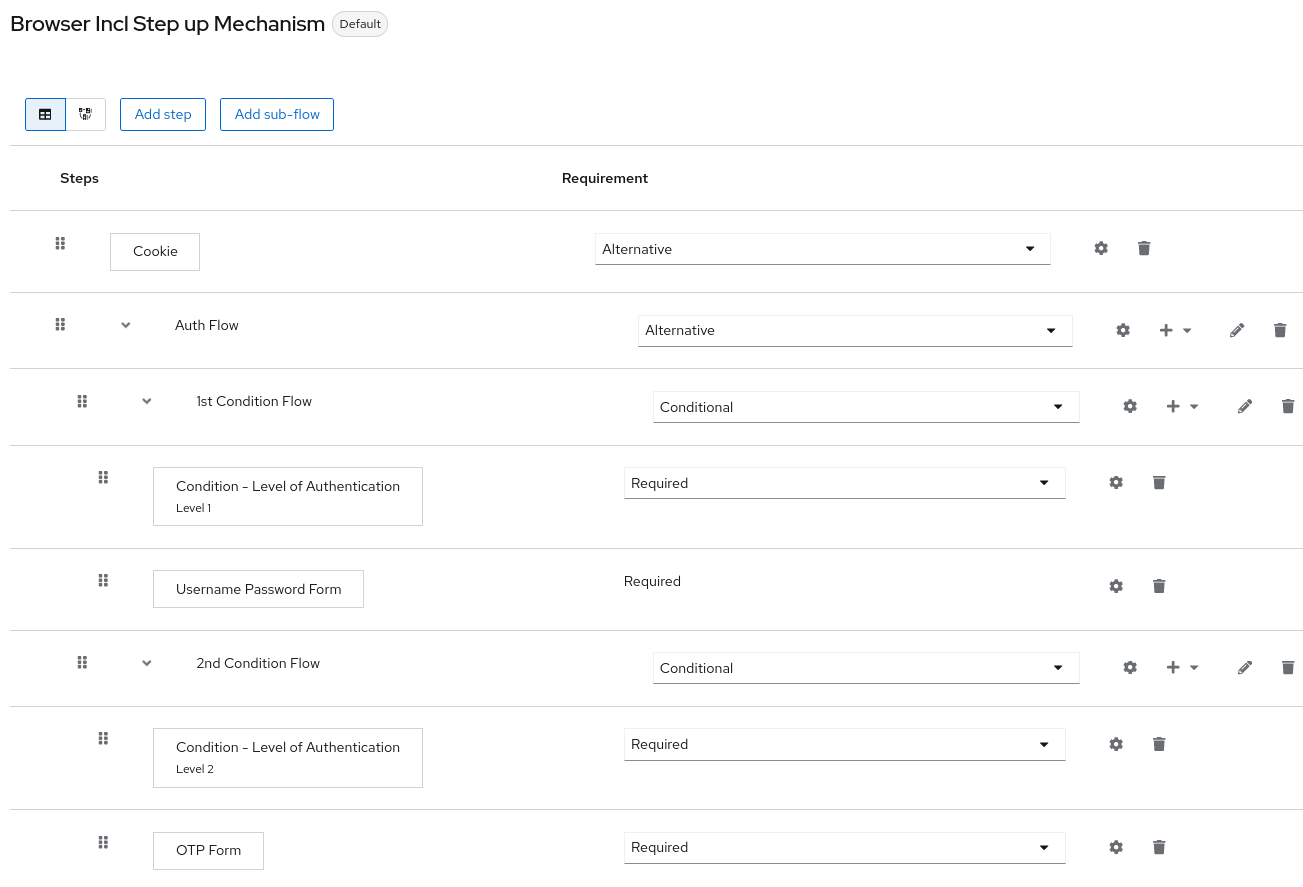 Browser Incl Step up Mechanism Default
Add step Add sub-flow
Steps Requirement
Cookie Alternative
Auth Flow Alternative
1st Condition Flow Conditional
Condition - Level of Authentication Required
Level 1
Username Password Form Required
2nd Condition Flow Conditional
Condition - Level of Authentication Required
Level 2
OTP Form Required